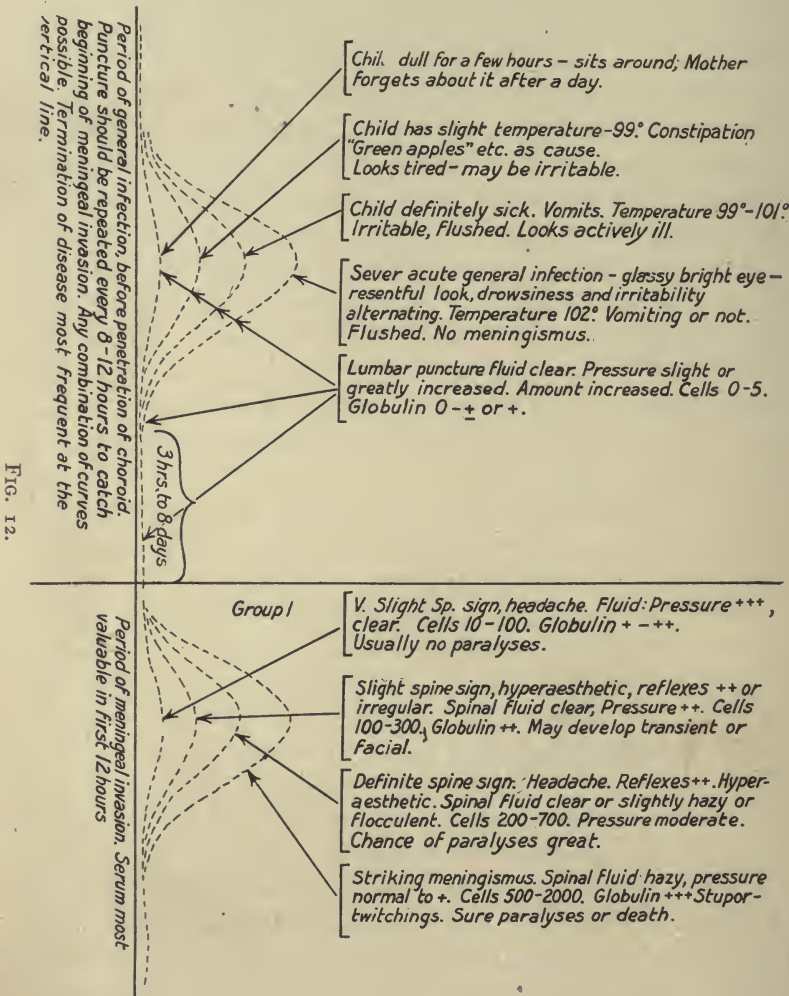 Chil dull for a few hours – sits around; Mother
forgets about it after a day.
Child has slight temperature–99°. Constipation
"Green apples" etc. as cause.
Looks tired–may be irritable.
Child definitely sick. Vomits. Temperature 99°–101°.
Irritable, Flushed. Looks actively ill.
Sever acute general infection – glassy bright eye–
resentful look, drowsiness and irritability
alternating. Temperature 102°. Vomiting or not.
Flushed. No meningismus.
Lumbar puncture fluid clear. Pressure slight or
greatly increased. Amount increased. Cells 0–5.
Globulin 0–± or +.
Period of general infection, before penetration of choroid.
Puncture should be repeated every 8–12 hours to catch
beginning of meningeal invasion. Any combination of curves
possible. Termination of disease most frequent at the
vertical line.
3 hrs. to 8 days
Group I
V. Slight Sp. sign, headache. Fluid: Pressure +++,
clear. Cells 10–100. Globulin + – ++.
Usually no paralyses.
Slight spine sign, hyperaesthetic, reflexes ++ or
irregular. Spinal fluid clear, Pressure ++. Cells
100–300, Globulin ++. May develop transient or
facial.
Definite spine sign. Headache. Reflexes ++. Hyper-
aesthetic. Spinal fluid clear or slightly hazy or
flocculent. Cells 200–700. Pressure moderate.
Chance of paralyses great.
Striking meningismus. Spinal fluid hazy, pressure
normal to +. Cells 500–2000. Globulin +++ Stupor–
twitchings. Sure paralyses or death.
Period of meningeal invasion. Serum most
valuable in first 12 hours
FIG. 12.